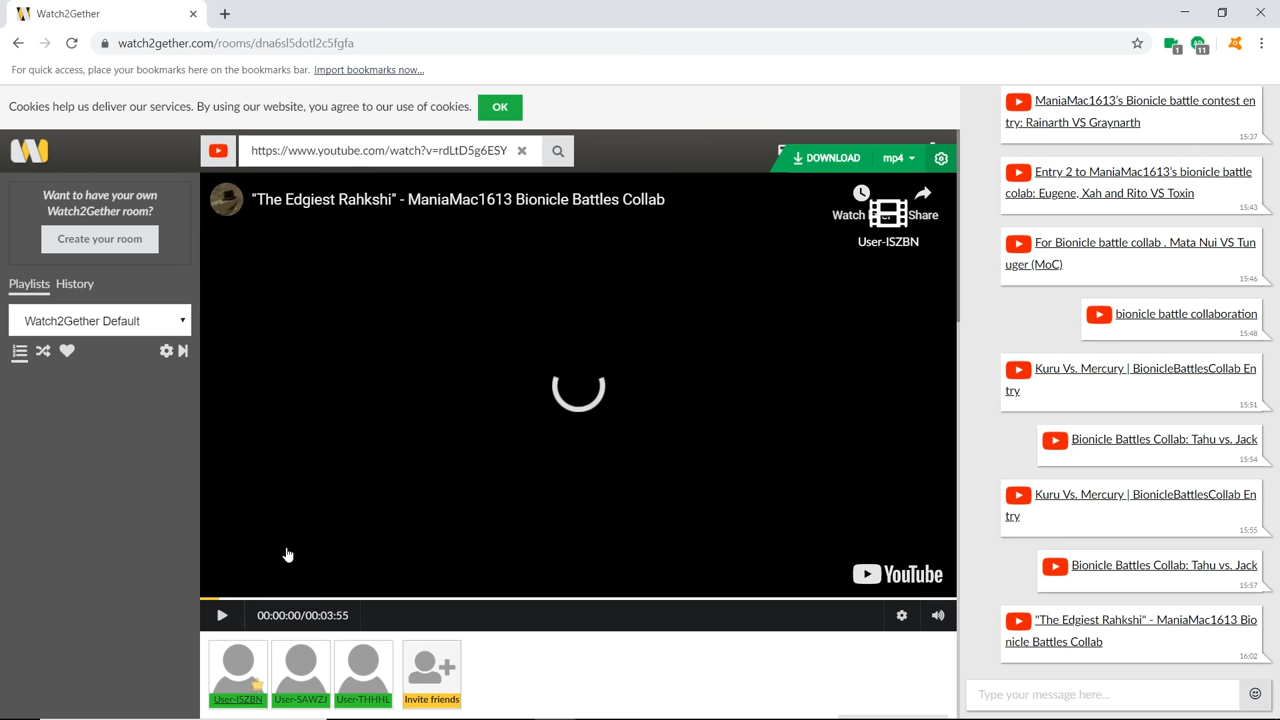 Watch2Gether
watch2gether.com/rooms/dna6sl5dotl2c5fgfa
1
11
For quick access, place your bookmarks here on the bookmarks bar. Import bookmarks now...
Cookies help us deliver our services. By using our website, you agree to our use of cookies. OK
https://www.youtube.com/watch?v=rdLtD5g6ESY
DOWNLOAD mp4
Want to have your own
Watch2Gether room?
Create your room
Playlists History
Watch2Gether Default
"The Edgiest Rahkshi" - ManiaMac1613 Bionicle Battles Collab
Watch Share
User-ISZBN
YouTube
00:00:00/00:03:55
User-ISZBN User-SAWZJ User-THHHL Invite friends
ManiaMac1613's Bionicle battle contest en
try: Rainarth VS Graynarth
15:37
Entry 2 to ManiaMac1613's bionicle battle
colab: Eugene, Xah and Rito VS Toxin
15:43
For Bionicle battle collab . Mata Nui VS Tun
uger (MoC)
15:46
bionicle battle collaboration
15:48
Kuru Vs. Mercury | BionicleBattlesCollab En
try
15:51
Bionicle Battles Collab: Tahu vs. Jack
15:54
Kuru Vs. Mercury | BionicleBattlesCollab En
try
15:55
Bionicle Battles Collab: Tahu vs. Jack
15:57
"The Edgiest Rahkshi" - ManiaMac1613 Bio
nicle Battles Collab
16:02
Type your message here...